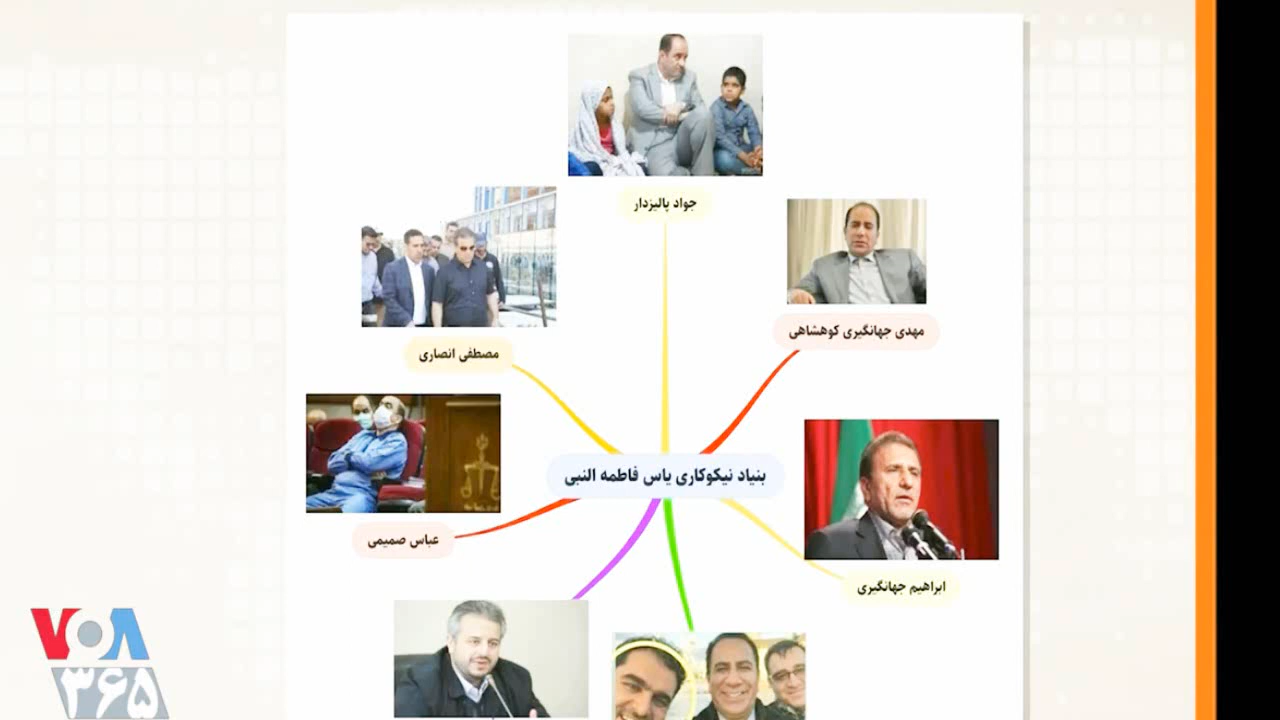 جواد پالیزدار
مهدی جهانگیری کوهشاهی
مصطفی انصاری
بنیاد نیکوکاری یاس فاطمه النبی
عباس صمیمی
ابراهیم جهانگیری
VOA
۳۶۵